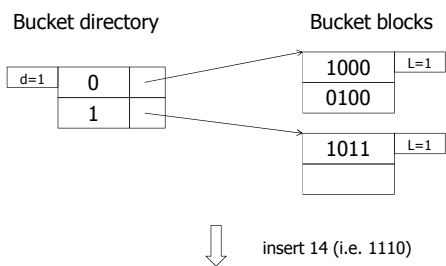 Bucket directory Bucket blocks
d=1 0 1000 L=1
0100
1
1011 L=1
insert 14 (i.e. 1110)